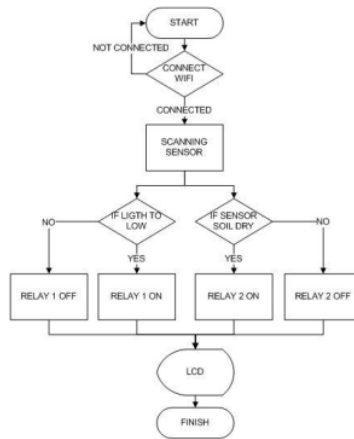 START
NOT CONNECTED
CONNECT
WIFI
CONNECTED
SCANNING
SENSOR
IF LIGTH TO
LOW
IF SENSOR
SOIL DRY
NO
NO
YES
YES
RELAY 1 OFF
RELAY 1 ON
RELAY 2 ON
RELAY 2 OFF
LCD
FINISH